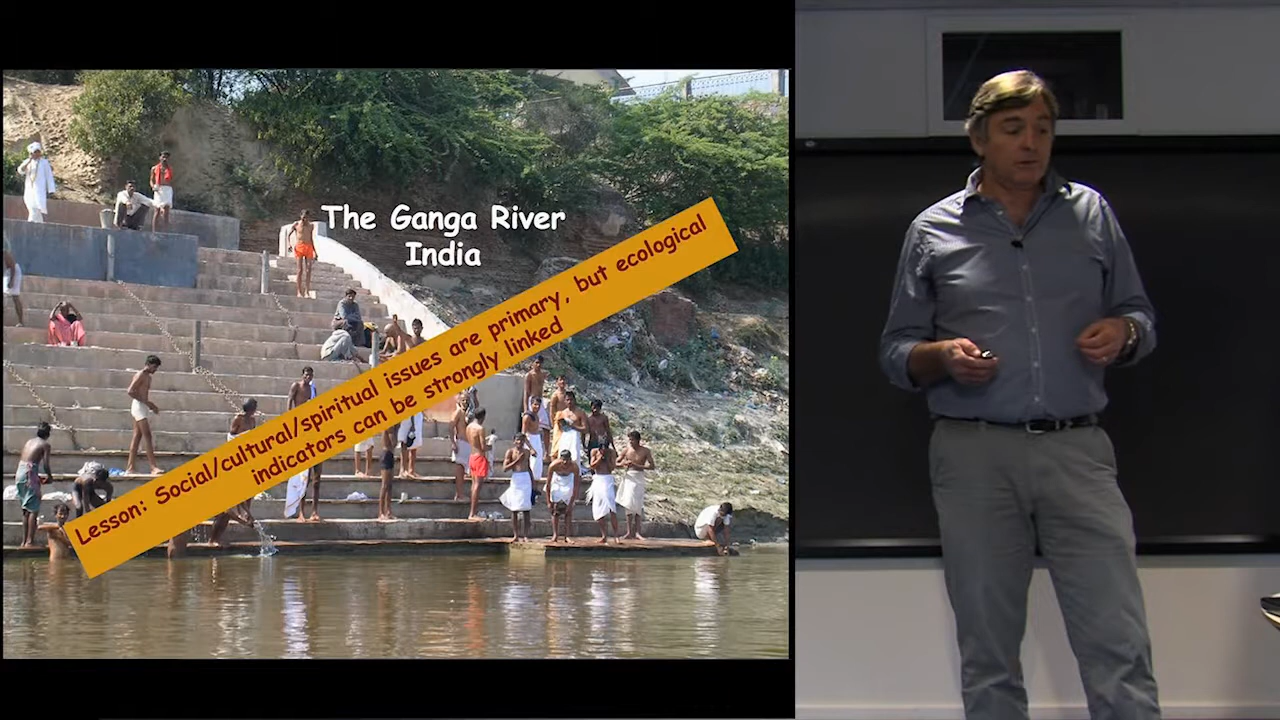 The Ganga River
India
Lesson: Social/cultural/spiritual issues are primary, but ecological
indicators can be strongly linked